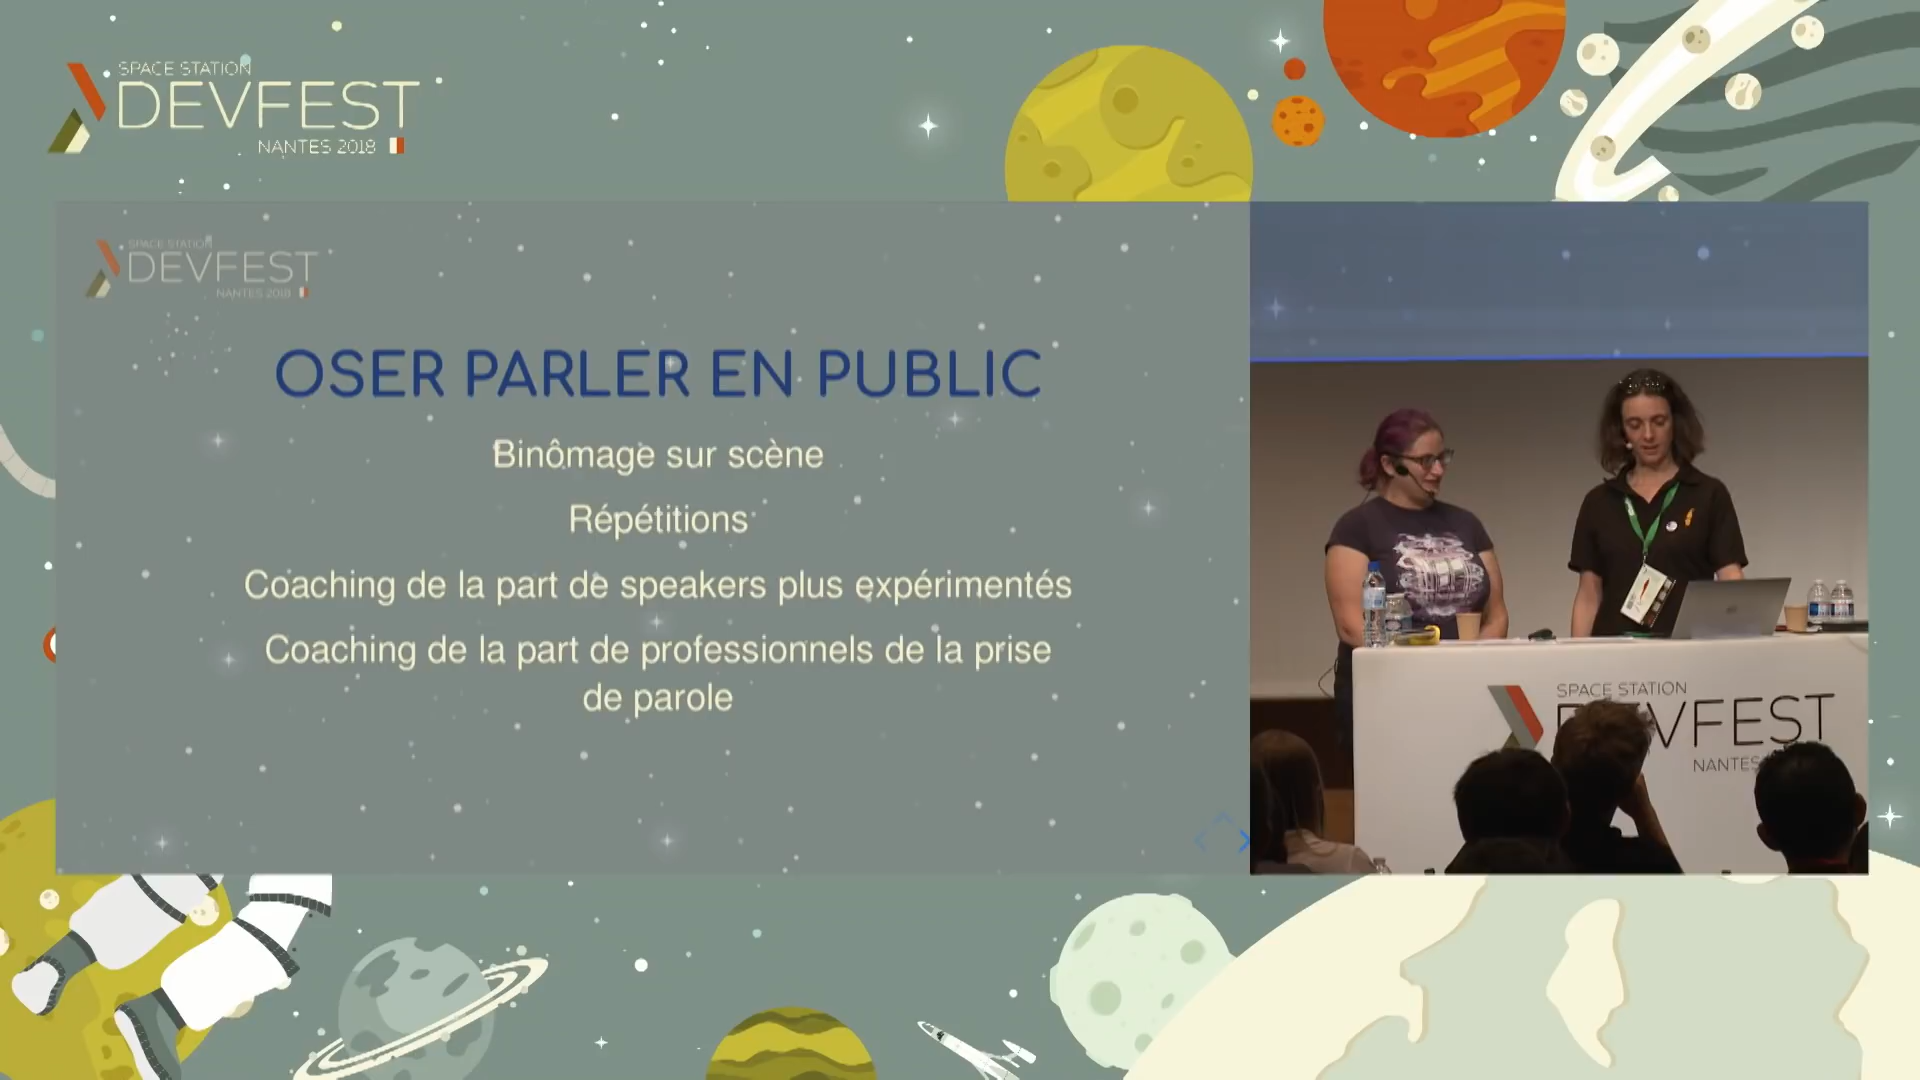 SPACE STATION
DEVFEST
NANTES 2018
SPACE STATION
DEVFEST
NANTES 2018
OSER PARLER EN PUBLIC
Binômage sur scène
Répétitions
Coaching de la part de speakers plus expérimentés
Coaching de la part de professionnels de la prise
de parole
SPACE STATION
DEVFEST
NANTES